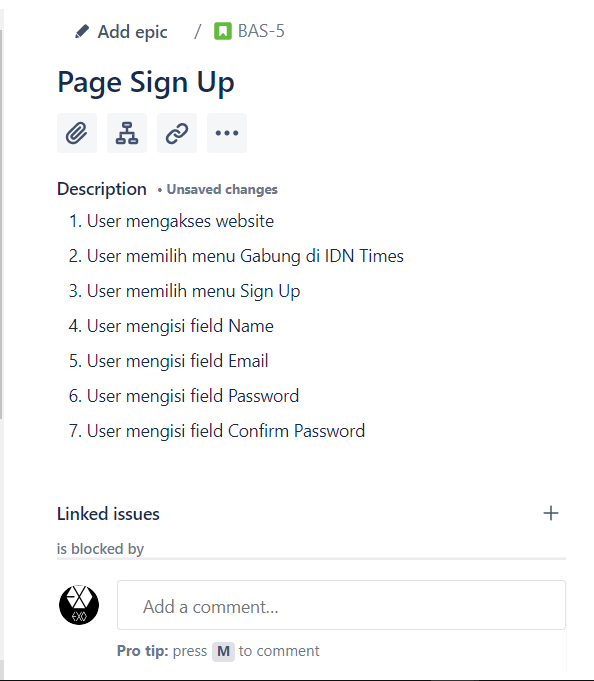 Add epic / BAS-5
Page Sign Up
Description • Unsaved changes
1. User mengakses website
2. User memilih menu Gabung di IDN Times
3. User memilih menu Sign Up
4. User mengisi field Name
5. User mengisi field Email
6. User mengisi field Password
7. User mengisi field Confirm Password
Linked issues
is blocked by
EXO
Add a comment...
Pro tip: press M to comment